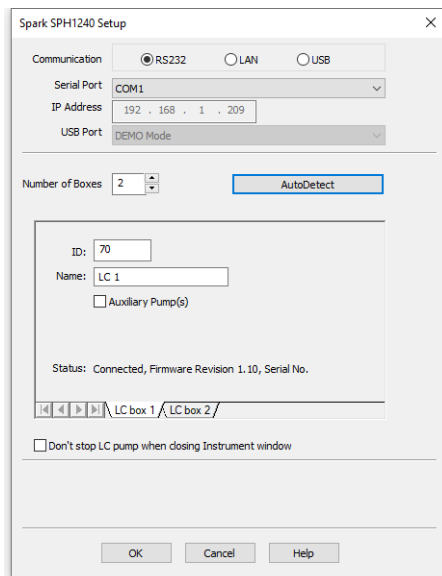 Spark SPH1240 Setup
Communication RS232 LAN USB
Serial Port COM1
IP Address 192 . 168 . 1 . 209
USB Port DEMO Mode
Number of Boxes 2 AutoDetect
ID: 70
Name: LC 1
Auxiliary Pump(s)
Status: Connected, Firmware Revision 1.10, Serial No.
LC box 1 LC box 2
Don't stop LC pump when closing Instrument window
OK Cancel Help